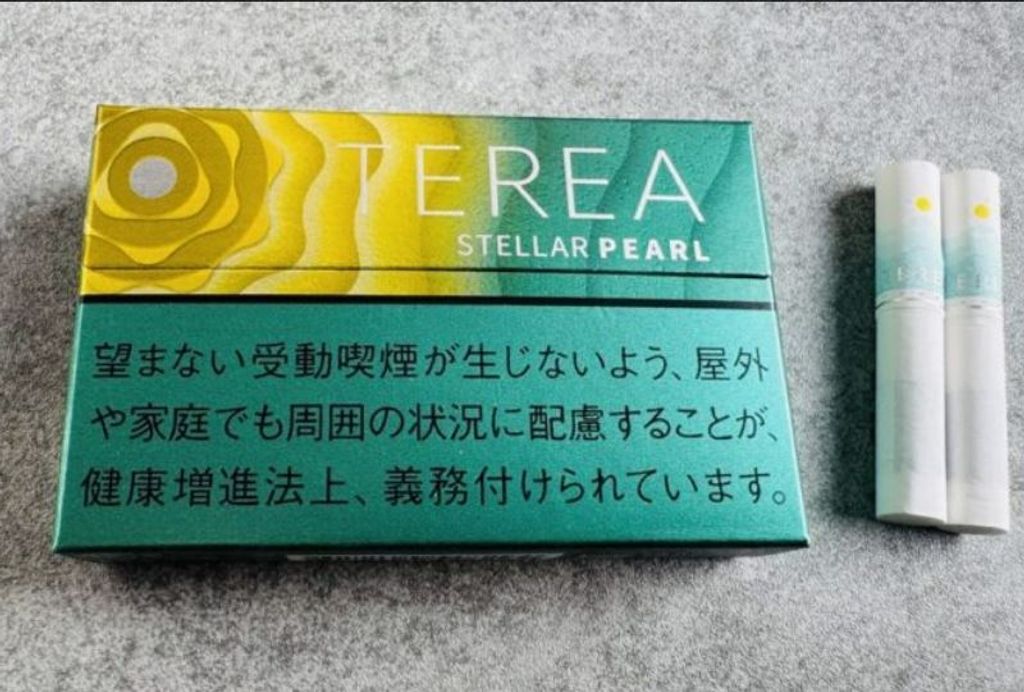 TEREA
STELLAR PEARL
望まない受動喫煙が生じないよう、屋外
や家庭でも周囲の状況に配慮することが、
健康増進法上、義務付けられています。